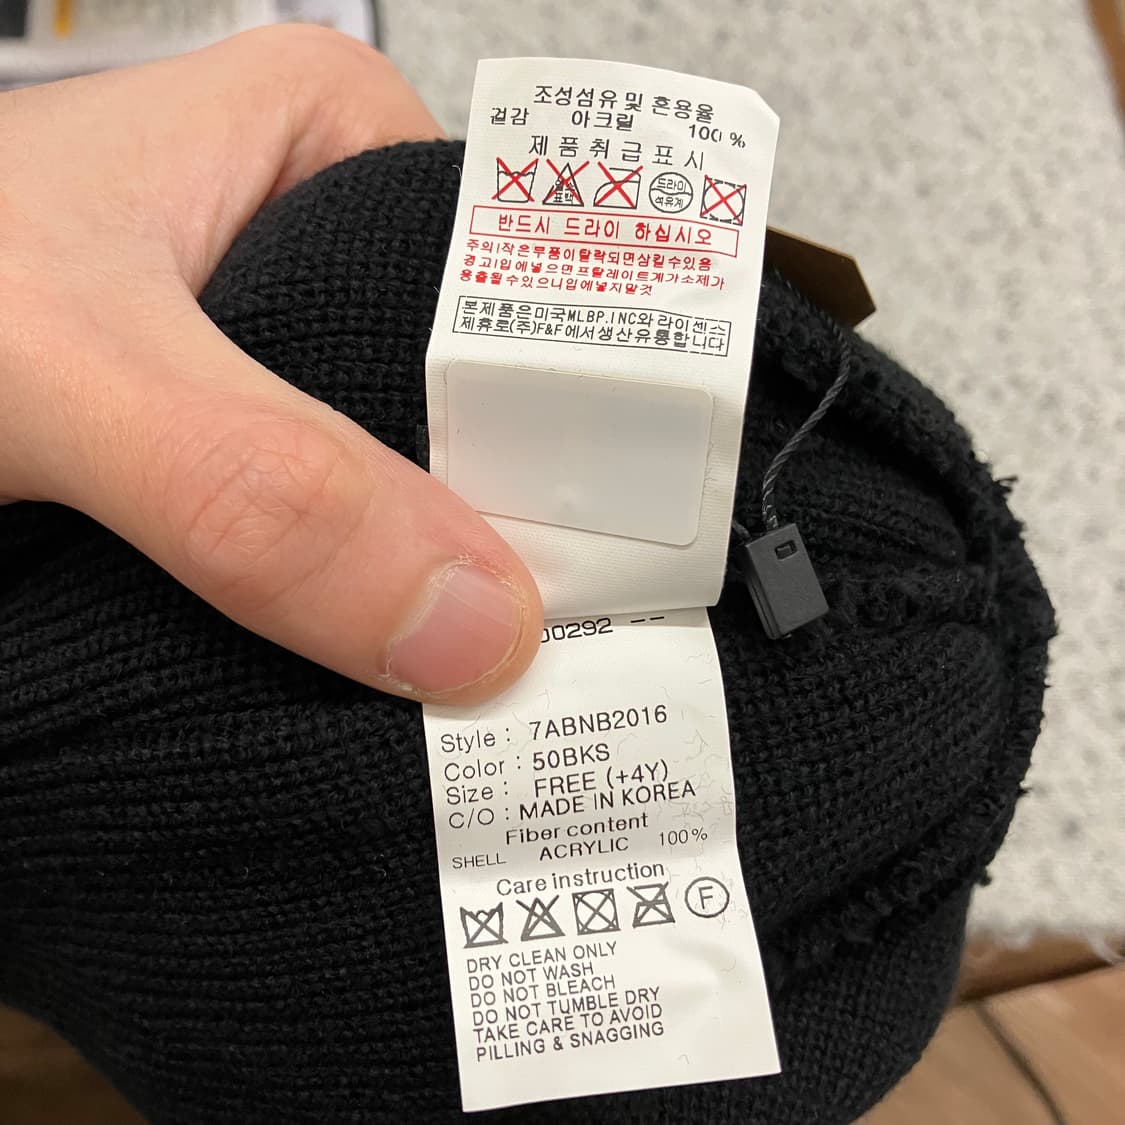 조성섬유 및 혼용율
겉감 아크릴 100 %
제 품 취 급 표 시
염소
표백
드라이
석유계
반드시 드라이 하십시오
주의|작은부품이탈락되면삼킬수있음
경고|입에넣으면프탈레이트계가소제가
용출될수있으니입에넣지말것
본제품은미국MLBP.INC와 라이센스
제휴로(주)F&F에서생산유통합니다
00292 --
Style : 7ABNB2016
Color : 50BKS
Size : FREE (+4Y)
C/O : MADE IN KOREA
Fiber content
SHELL ACRYLIC 100%
Care instruction
F
DRY CLEAN ONLY
DO NOT WASH
DO NOT BLEACH
DO NOT TUMBLE DRY
TAKE CARE TO AVOID
PILLING & SNAGGING